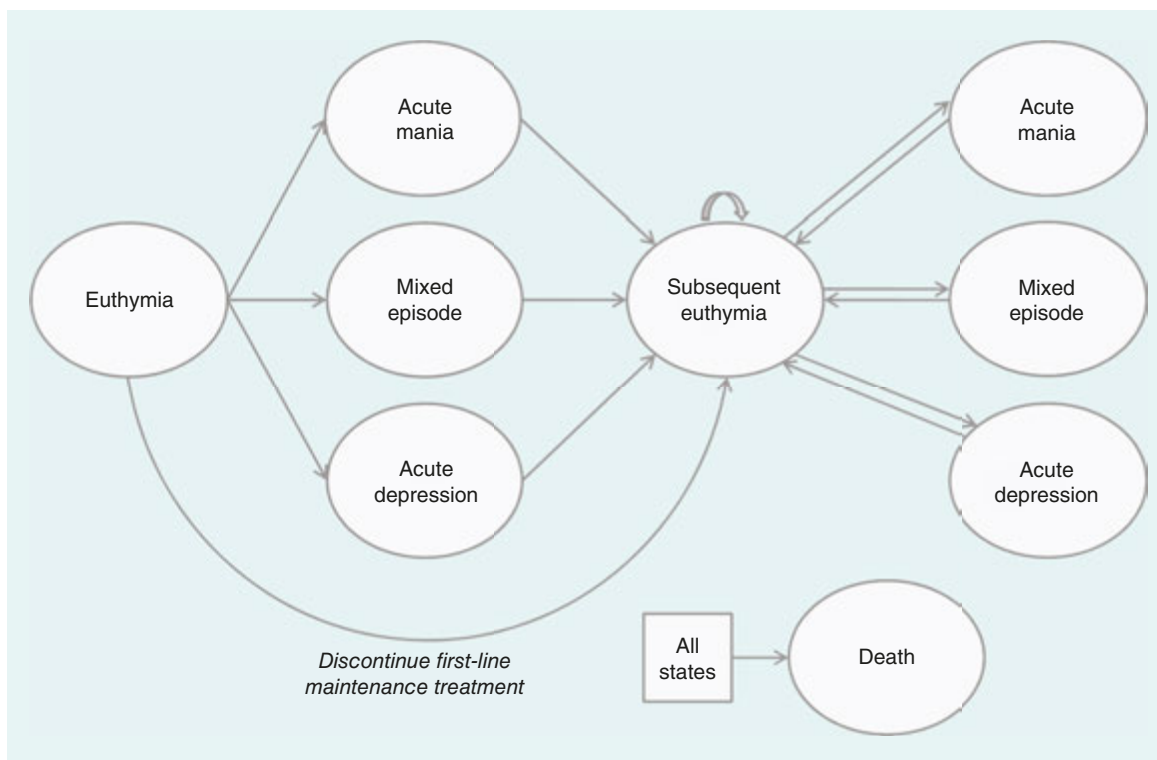 Acute
mania
Acute
mania
Euthymia
Mixed
episode
Subsequent
euthymia
Mixed
episode
Acute
depression
Acute
depression
Discontinue first-line
maintenance treatment
All
states
Death